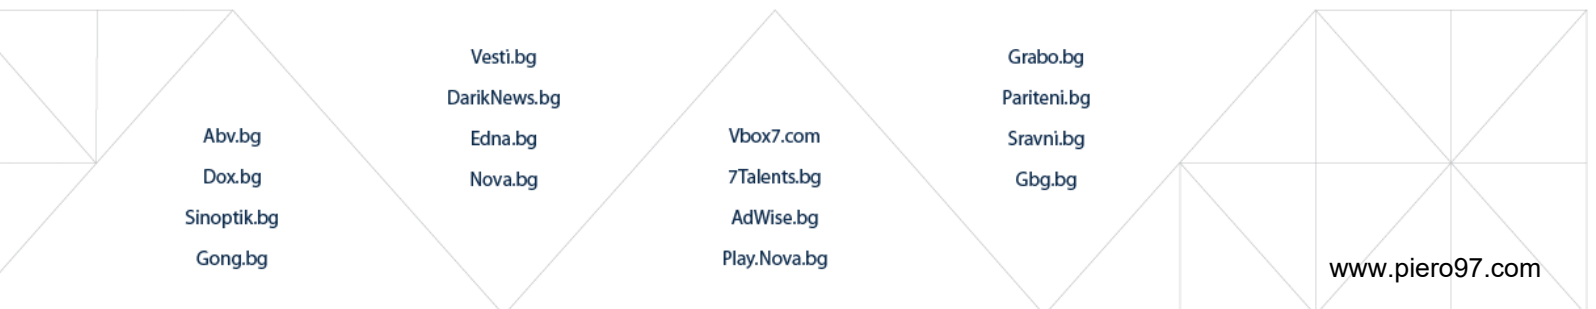 Abv.bg
Dox.bg
Sinoptik.bg
Gong.bg
Vesti.bg
DarikNews.bg
Edna.bg
Nova.bg
Vbox7.com
7Talents.bg
AdWise.bg
Play.Nova.bg
Grabo.bg
Pariteni.bg
Sravni.bg
Gbg.bg
www.piero97.com